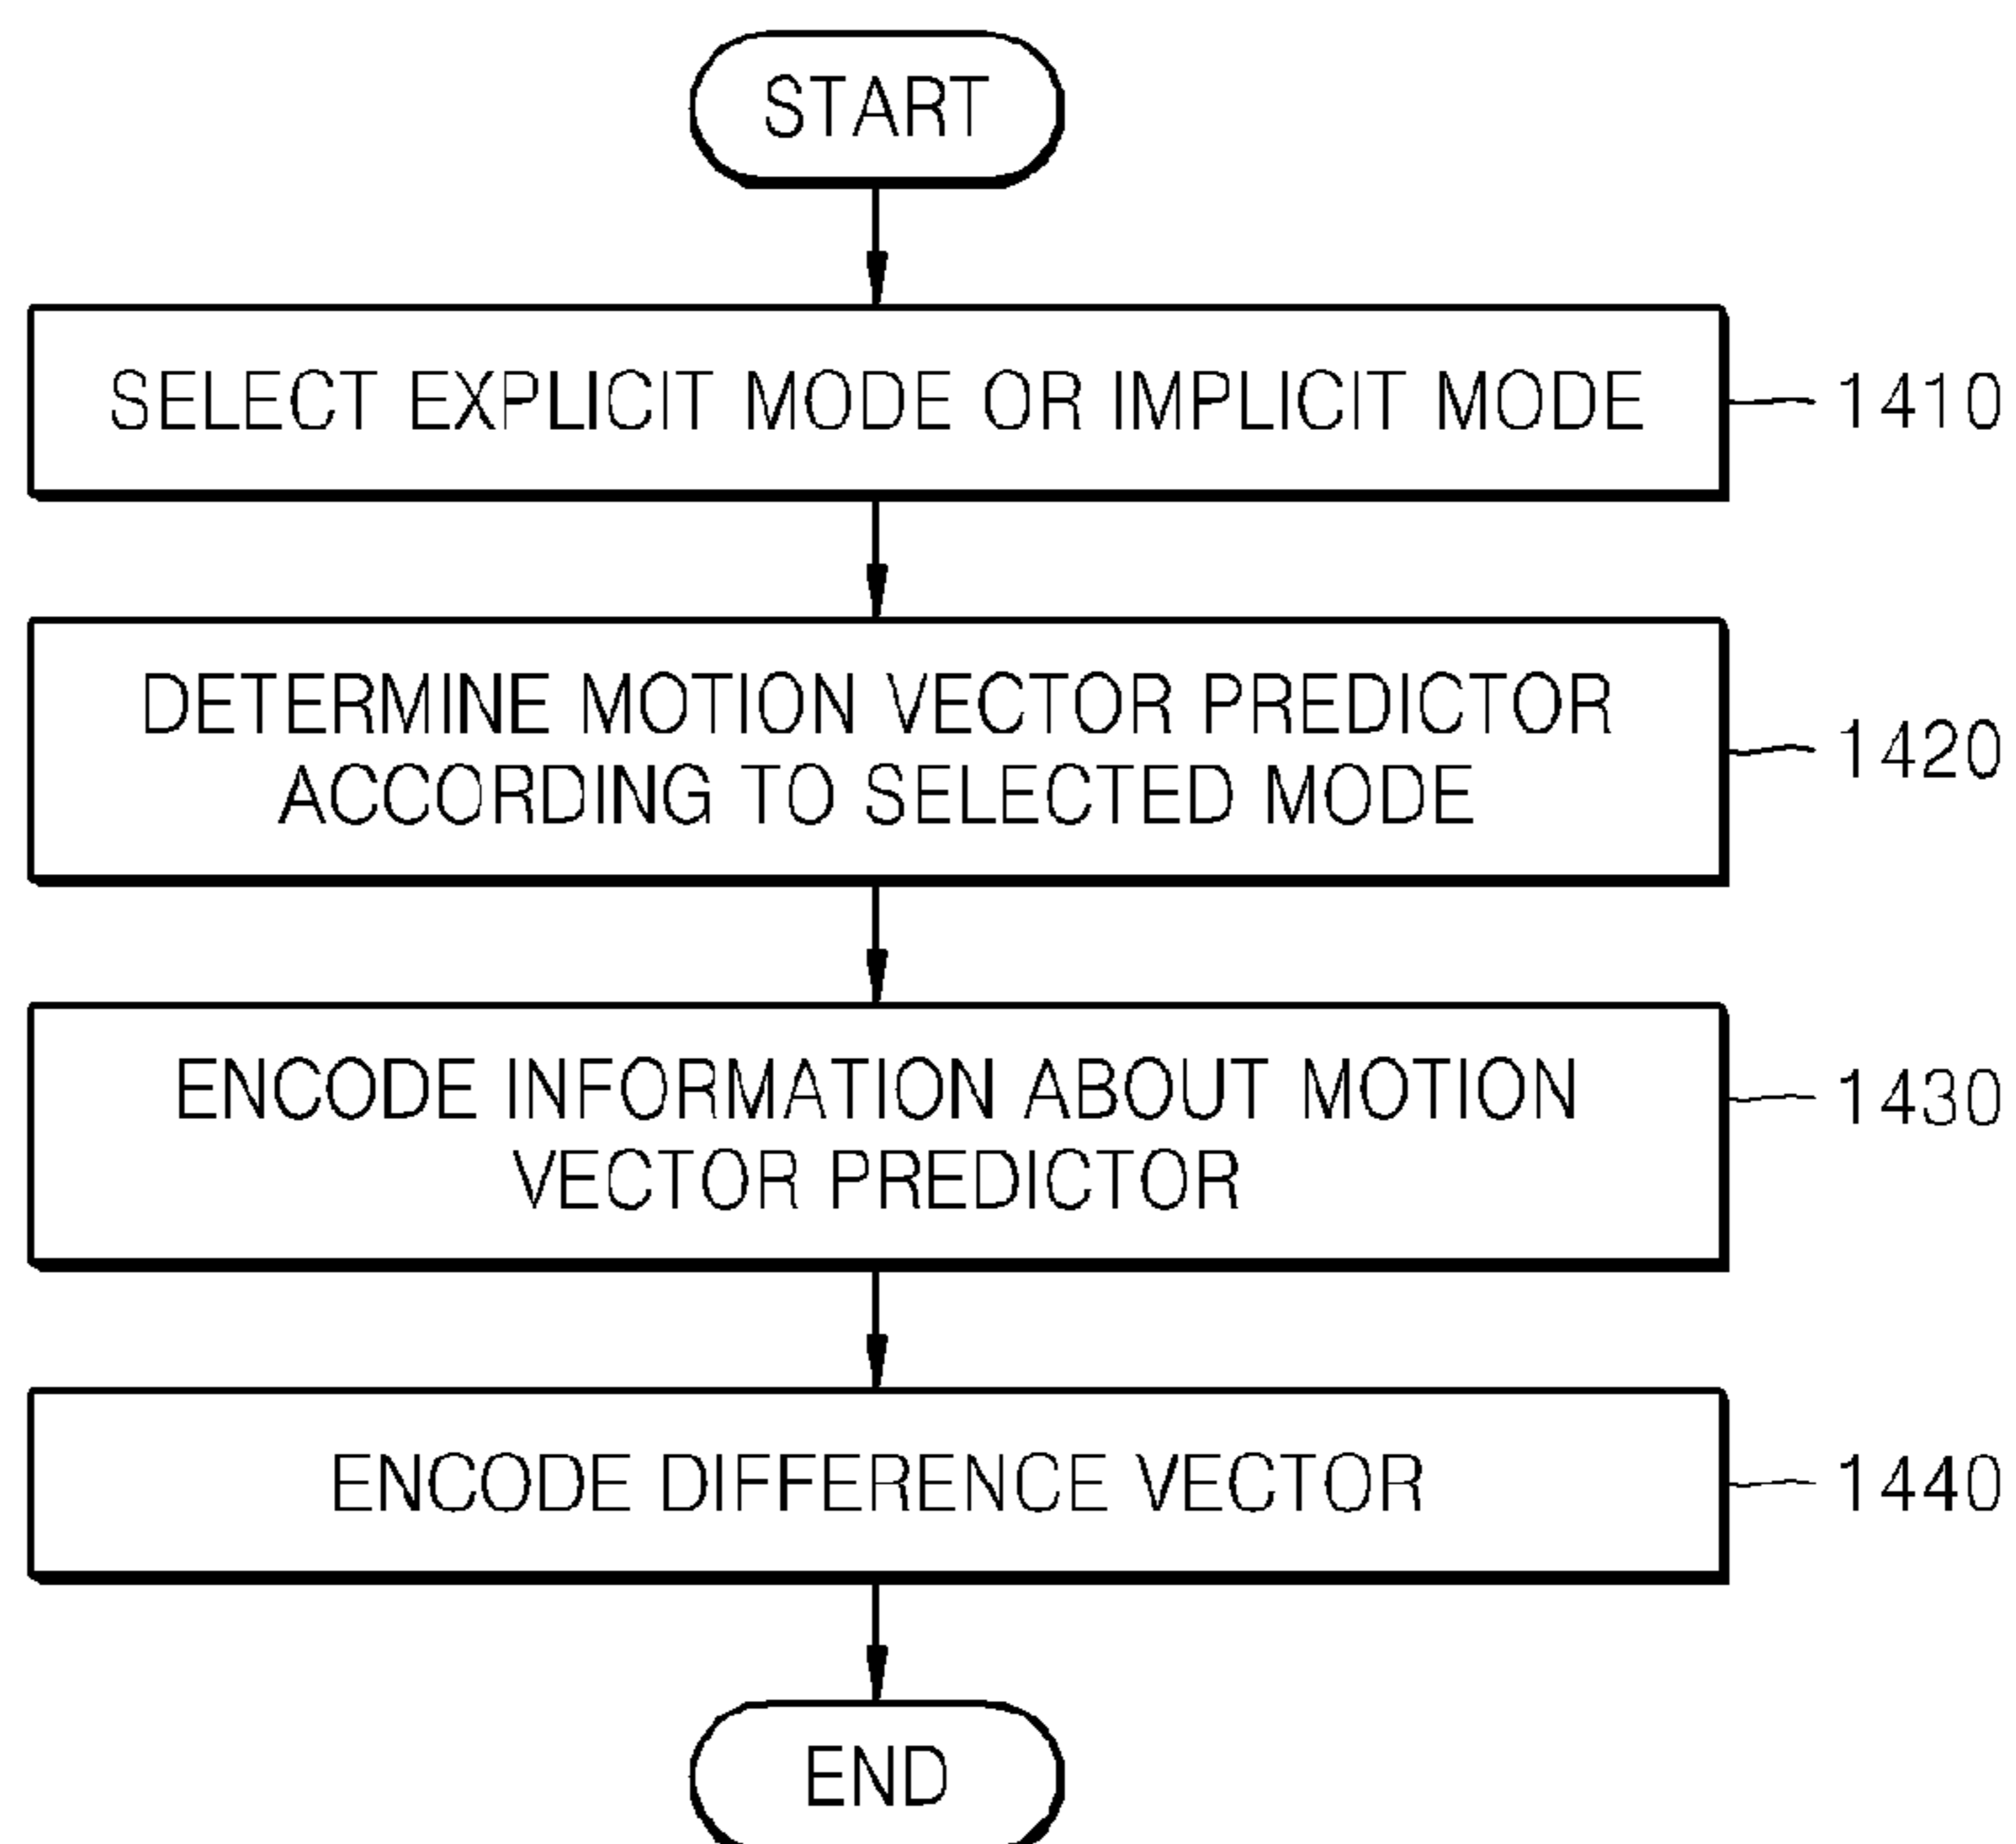 START
SELECT EXPLICIT MODE OR IMPLICIT MODE
1410
DETERMINE MOTION VECTOR PREDICTOR
ACCORDING TO SELECTED MODE
1420
ENCODE INFORMATION ABOUT MOTION
VECTOR PREDICTOR
1430
ENCODE DIFFERENCE VECTOR
1440
END